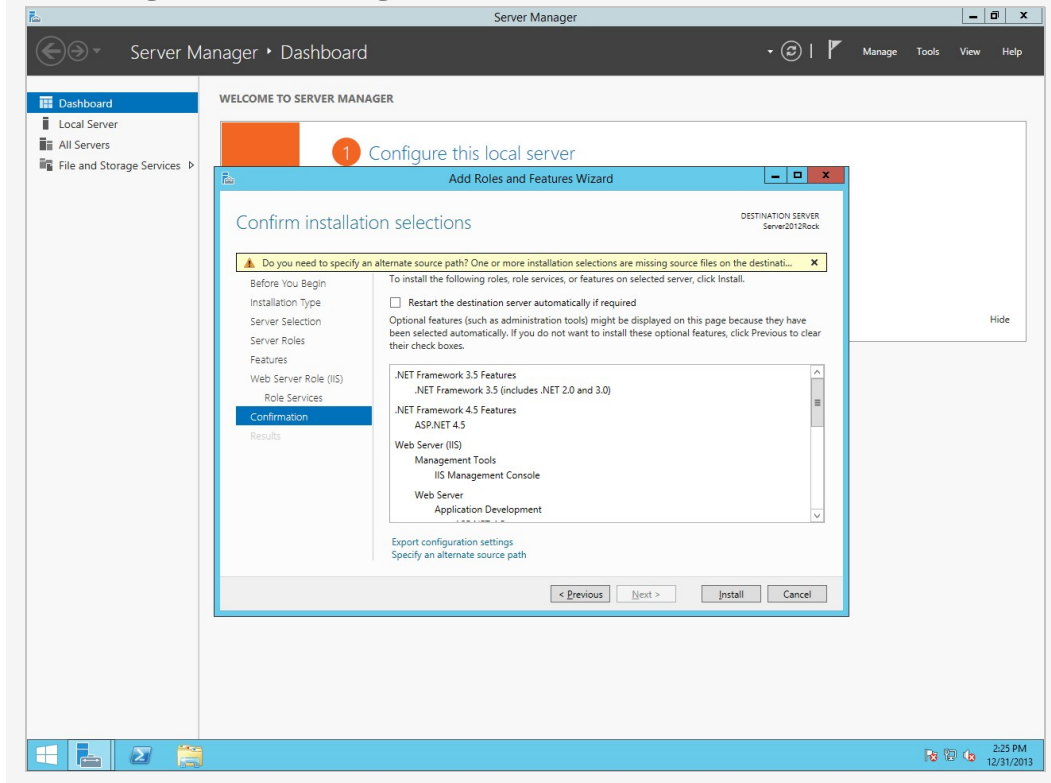 Server Manager
Server Manager • Dashboard
Manage Tools View Help
Dashboard
Local Server
All Servers
File and Storage Services
WELCOME TO SERVER MANAGER
1 Configure this local server
Add Roles and Features Wizard
Confirm installation selections
DESTINATION SERVER
Server2012Rock
Do you need to specify an alternate source path? One or more installation selections are missing source files on the destinati...
Before You Begin
Installation Type
Server Selection
Server Roles
Features
Web Server Role (IIS)
Role Services
Confirmation
Results
To install the following roles, role services, or features on selected server, click Install.
Restart the destination server automatically if required
Optional features (such as administration tools) might be displayed on this page because they have
been selected automatically. If you do not want to install these optional features, click Previous to clear
their check boxes.
.NET Framework 3.5 Features
.NET Framework 3.5 (includes .NET 2.0 and 3.0)
.NET Framework 4.5 Features
ASP.NET 4.5
Web Server (IIS)
Management Tools
IIS Management Console
Web Server
Application Development
Export configuration settings
Specify an alternate source path
< Previous Next > Install Cancel
Hide
2:25 PM
12/31/2013